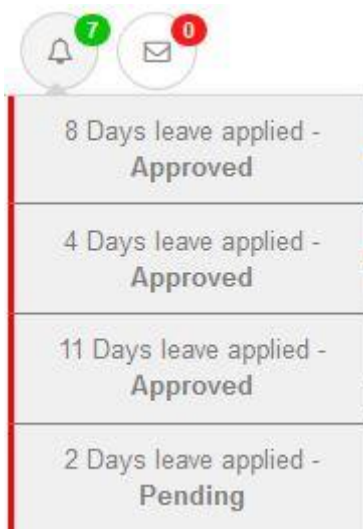 7 0
8 Days leave applied -
Approved
4 Days leave applied -
Approved
11 Days leave applied -
Approved
2 Days leave applied -
Pending